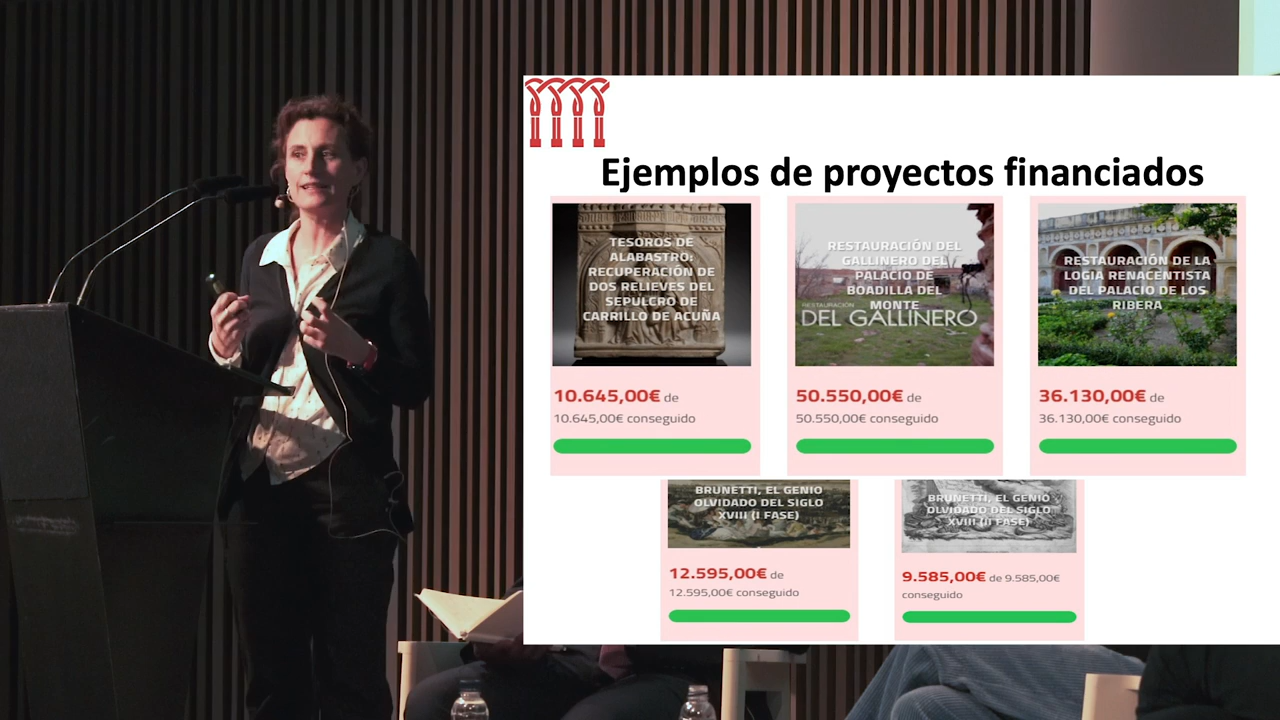 Ejemplos de proyectos financiados
TESOROS DE
ALABASTRO:
RECUPERACIÓN DE
DOS RELIEVES DEL
SEPULCRO DE
CARRILLO DE ACUÑA
10.645,00€ de
10.645,00€ conseguido
RESTAURACIÓN DEL
GALLINERO DEL
PALACIO DE
BOADILLA DEL
MONTE
RESTAURACIÓN
DEL GALLINERO
50.550,00€ de
50.550,00€ conseguido
RESTAURACIÓN DE LA
LOGIA RENACENTISTA
DEL PALACIO DE LOS
RIBERA
36.130,00€ de
36.130,00€ conseguido
BRUNETTI, EL GENIO
OLVIDADO DEL SIGLO
XVIII (I FASE)
12.595,00€ de
12.595,00€ conseguido
BRUNETTI, EL GENIO
OLVIDADO DEL SIGLO
XVIII (II FASE)
9.585,00€ de 9.585,00€
conseguido